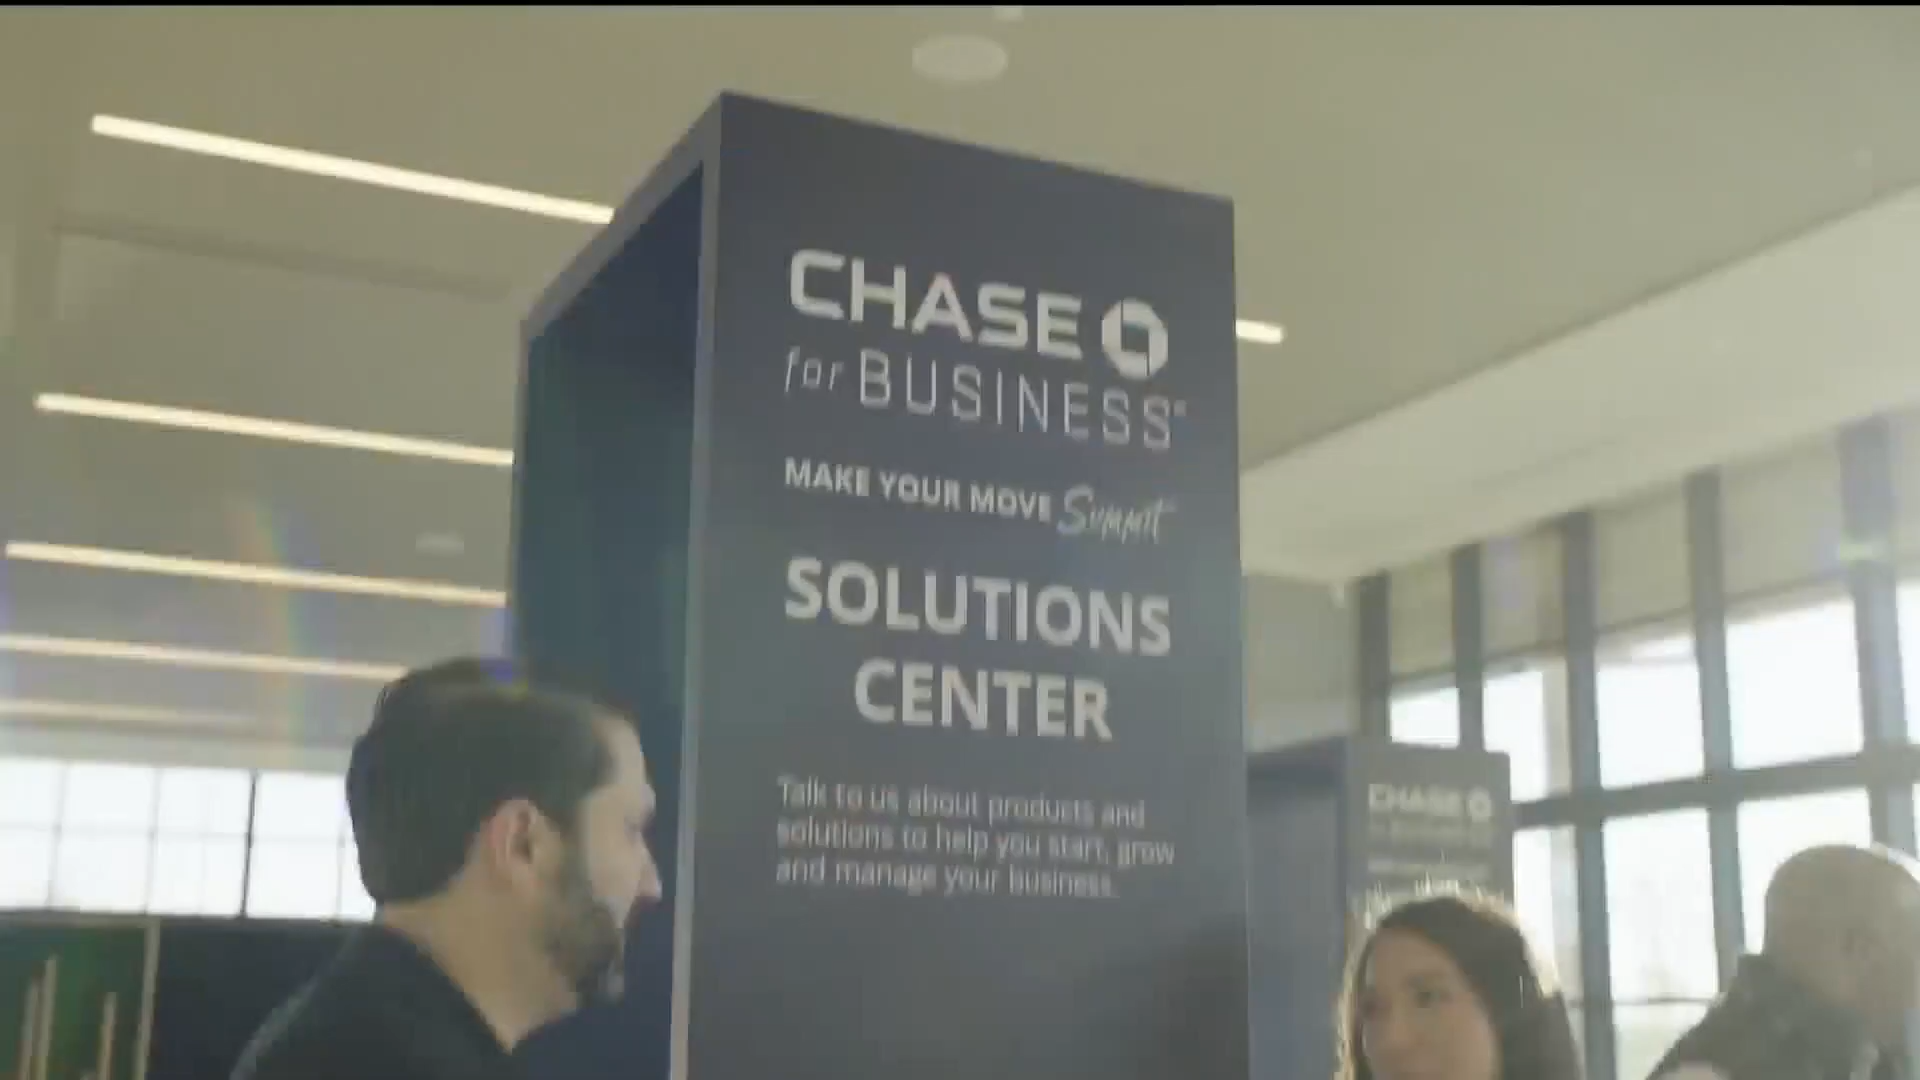 CHASE
for BUSINESS
MAKE YOUR MOVE Summit
SOLUTIONS
CENTER
Talk to us about products and
solutions to help you start, grow
and manage your business.
CHASE